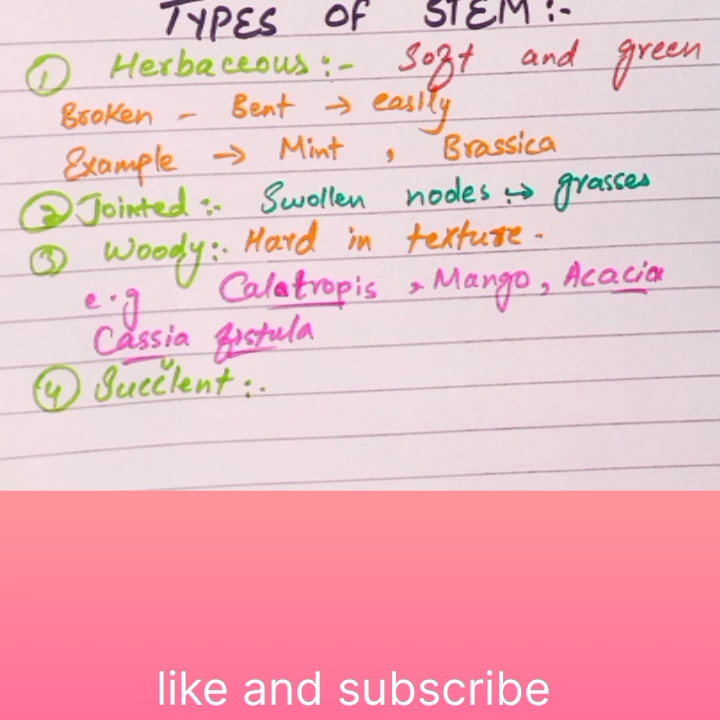 TYPES OF STEM:-
① Herbaceous:- Soft and green
Broken - Bent → easily
Example → Mint , Brassica
② Jointed:- Swollen nodes :→ grasses
③ Woody:- Hard in texture -
e.g Calatropis , Mango, Acacia
Cassia fistula
④ Succulent:-
like and subscribe